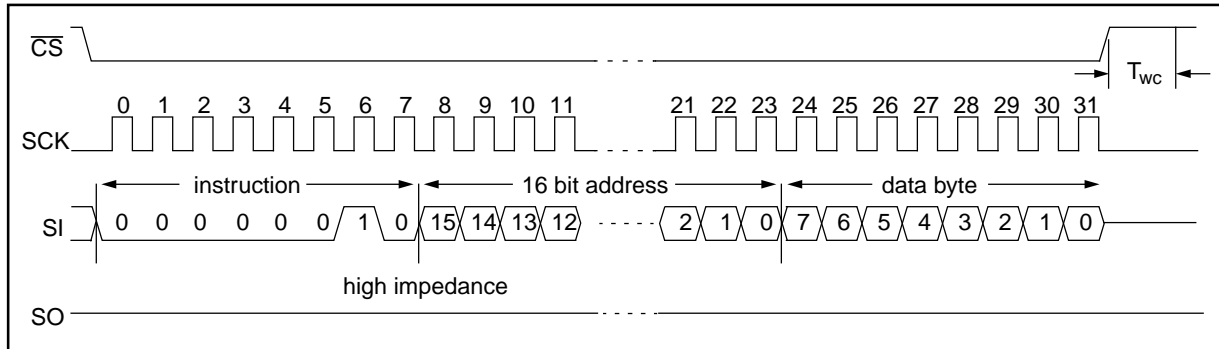 CS
T_WC
0 1 2 3 4 5 6 7 8 9 10 11 21 22 23 24 25 26 27 28 29 30 31
SCK
instruction 16 bit address data byte
SI 0 0 0 0 0 0 1 0 15 14 13 12 2 1 0 7 6 5 4 3 2 1 0
high impedance
SO